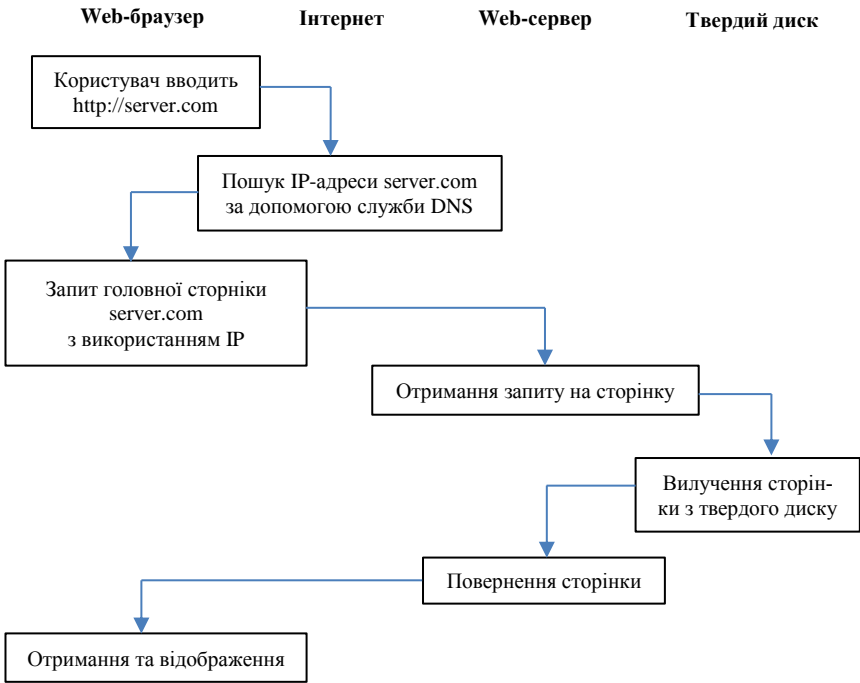 Web-браузер Інтернет Web-сервер Твердий диск
Користувач вводить
http://server.com
Пошук IP-адреси server.com
за допомогою служби DNS
Запит головної сторніки
server.com
з використанням IP
Отримання запиту на сторінку
Вилучення сторін-
ки з твердого диску
Повернення сторінки
Отримання та відображення